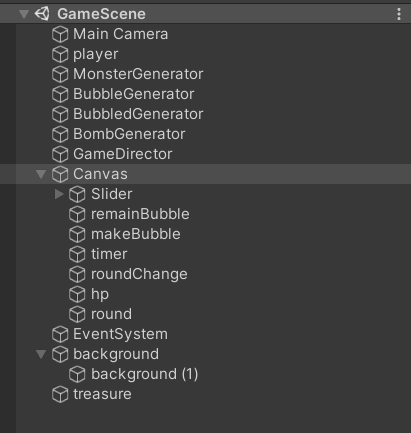 GameScene
Main Camera
player
MonsterGenerator
BubbleGenerator
BubbledGenerator
BombGenerator
GameDirector
Canvas
Slider
remainBubble
makeBubble
timer
roundChange
hp
round
EventSystem
background
background (1)
treasure